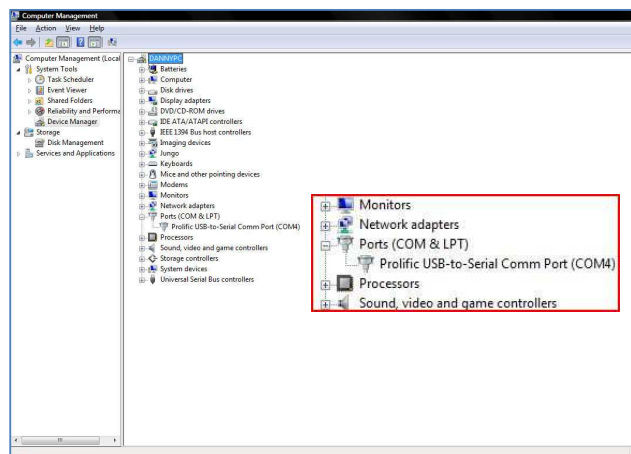 Computer Management
File Action View Help
Computer Management (Local
System Tools
Task Scheduler
Event Viewer
Shared Folders
Reliability and Performa
Device Manager
Storage
Disk Management
Services and Applications
DANNYPC
Batteries
Computer
Disk drives
Display adapters
DVD/CD-ROM drives
IDE ATA/ATAPI controllers
IEEE 1394 Bus host controllers
Imaging devices
Jungo
Keyboards
Mice and other pointing devices
Modems
Monitors
Network adapters
Ports (COM & LPT)
Prolific USB-to-Serial Comm Port (COM4)
Processors
Sound, video and game controllers
Storage controllers
System devices
Universal Serial Bus controllers
Monitors
Network adapters
Ports (COM & LPT)
Prolific USB-to-Serial Comm Port (COM4)
Processors
Sound, video and game controllers